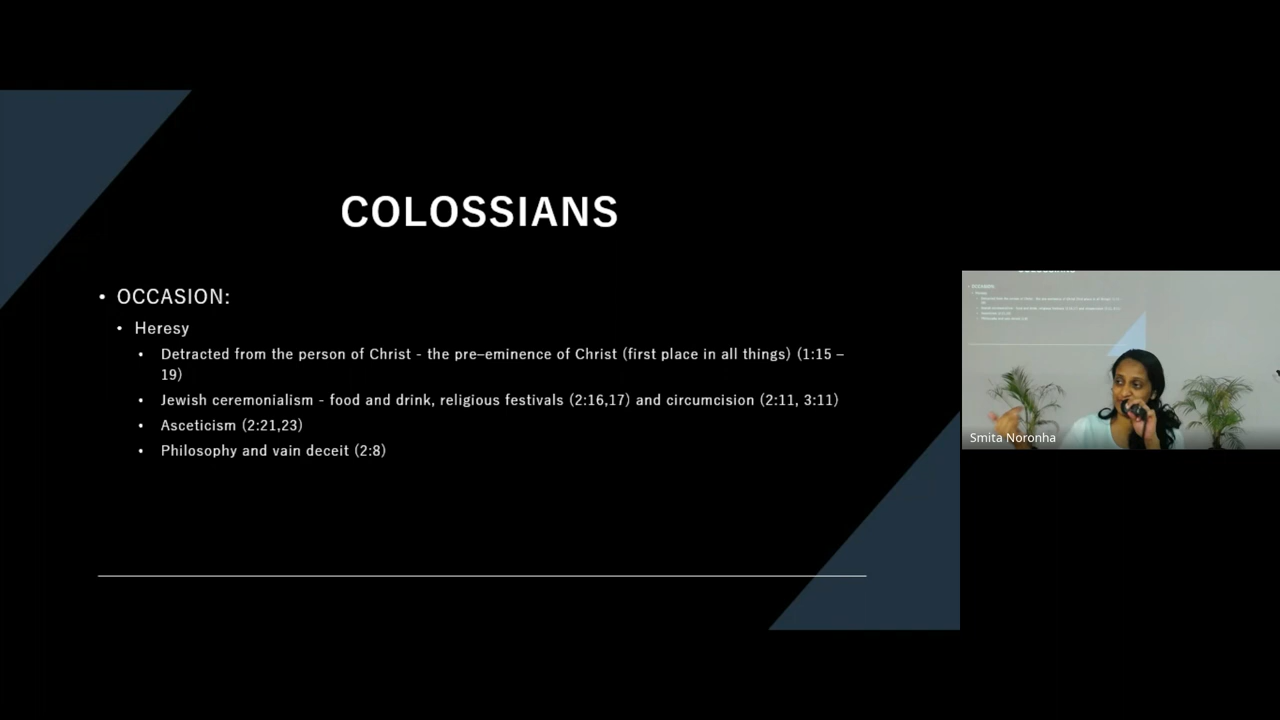 COLOSSIANS
• OCCASION:
• Heresy
• Detracted from the person of Christ - the pre–eminence of Christ (first place in all things) (1:15 –
19)
• Jewish ceremonialism - food and drink, religious festivals (2:16,17) and circumcision (2:11, 3:11)
• Asceticism (2:21,23)
• Philosophy and vain deceit (2:8)
Smita Noronha